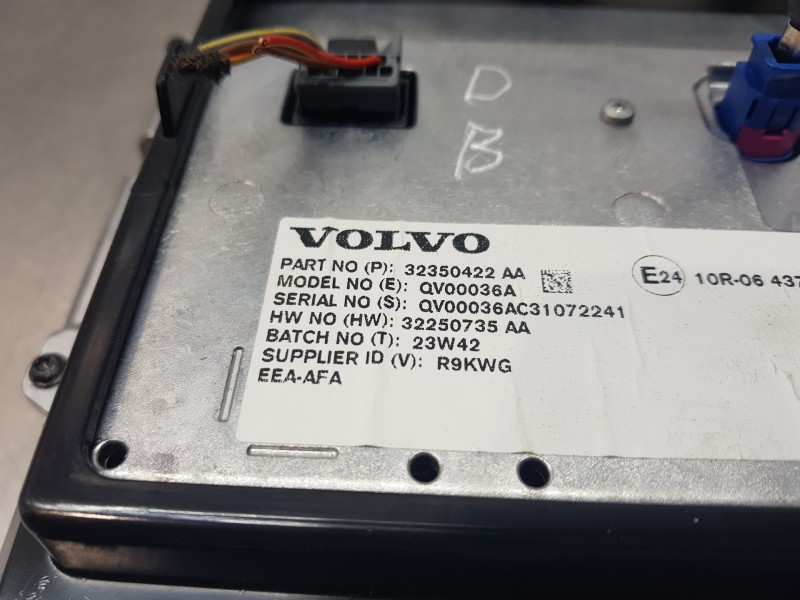 D
B
VOLVO
PART NO (P): 32350422 AA
MODEL NO (E): QV00036A
SERIAL NO (S): QV00036AC31072241
HW NO (HW): 32250735 AA
BATCH NO (T): 23W42
SUPPLIER ID (V): R9KWG
EEA-AFA
E24 10R-06 437